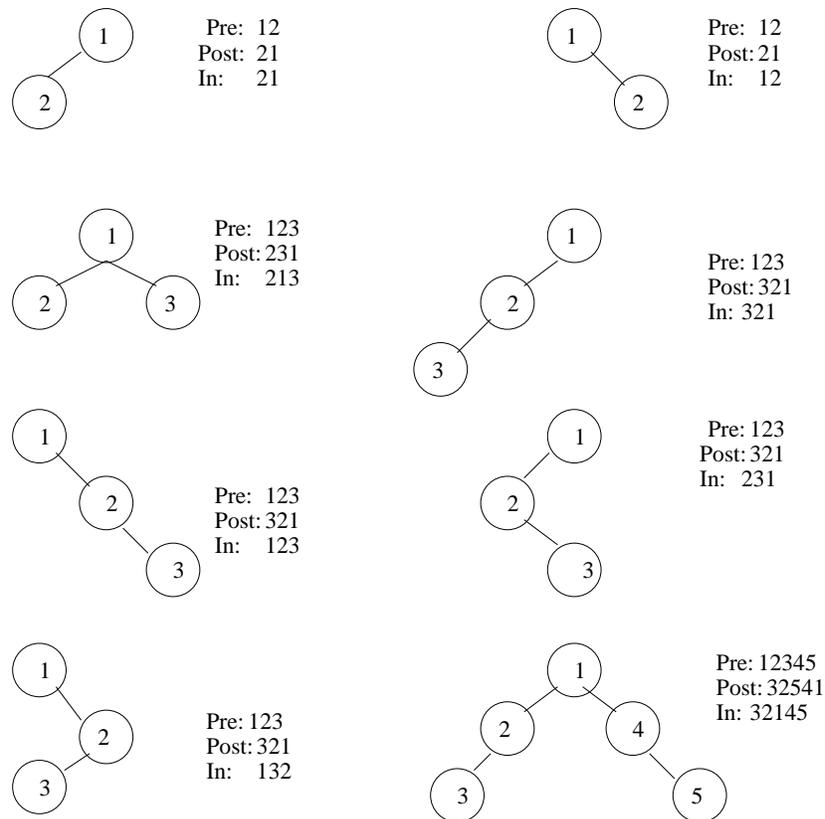 1
2
Pre: 12
Post: 21
In: 21
1
2
Pre: 12
Post: 21
In: 12
1
2
3
Pre: 123
Post: 231
In: 213
1
2
3
Pre: 123
Post: 321
In: 321
1
2
3
Pre: 123
Post: 321
In: 123
1
2
3
Pre: 123
Post: 321
In: 231
1
2
3
Pre: 123
Post: 321
In: 132
1
2
4
3
5
Pre: 12345
Post: 32541
In: 32145